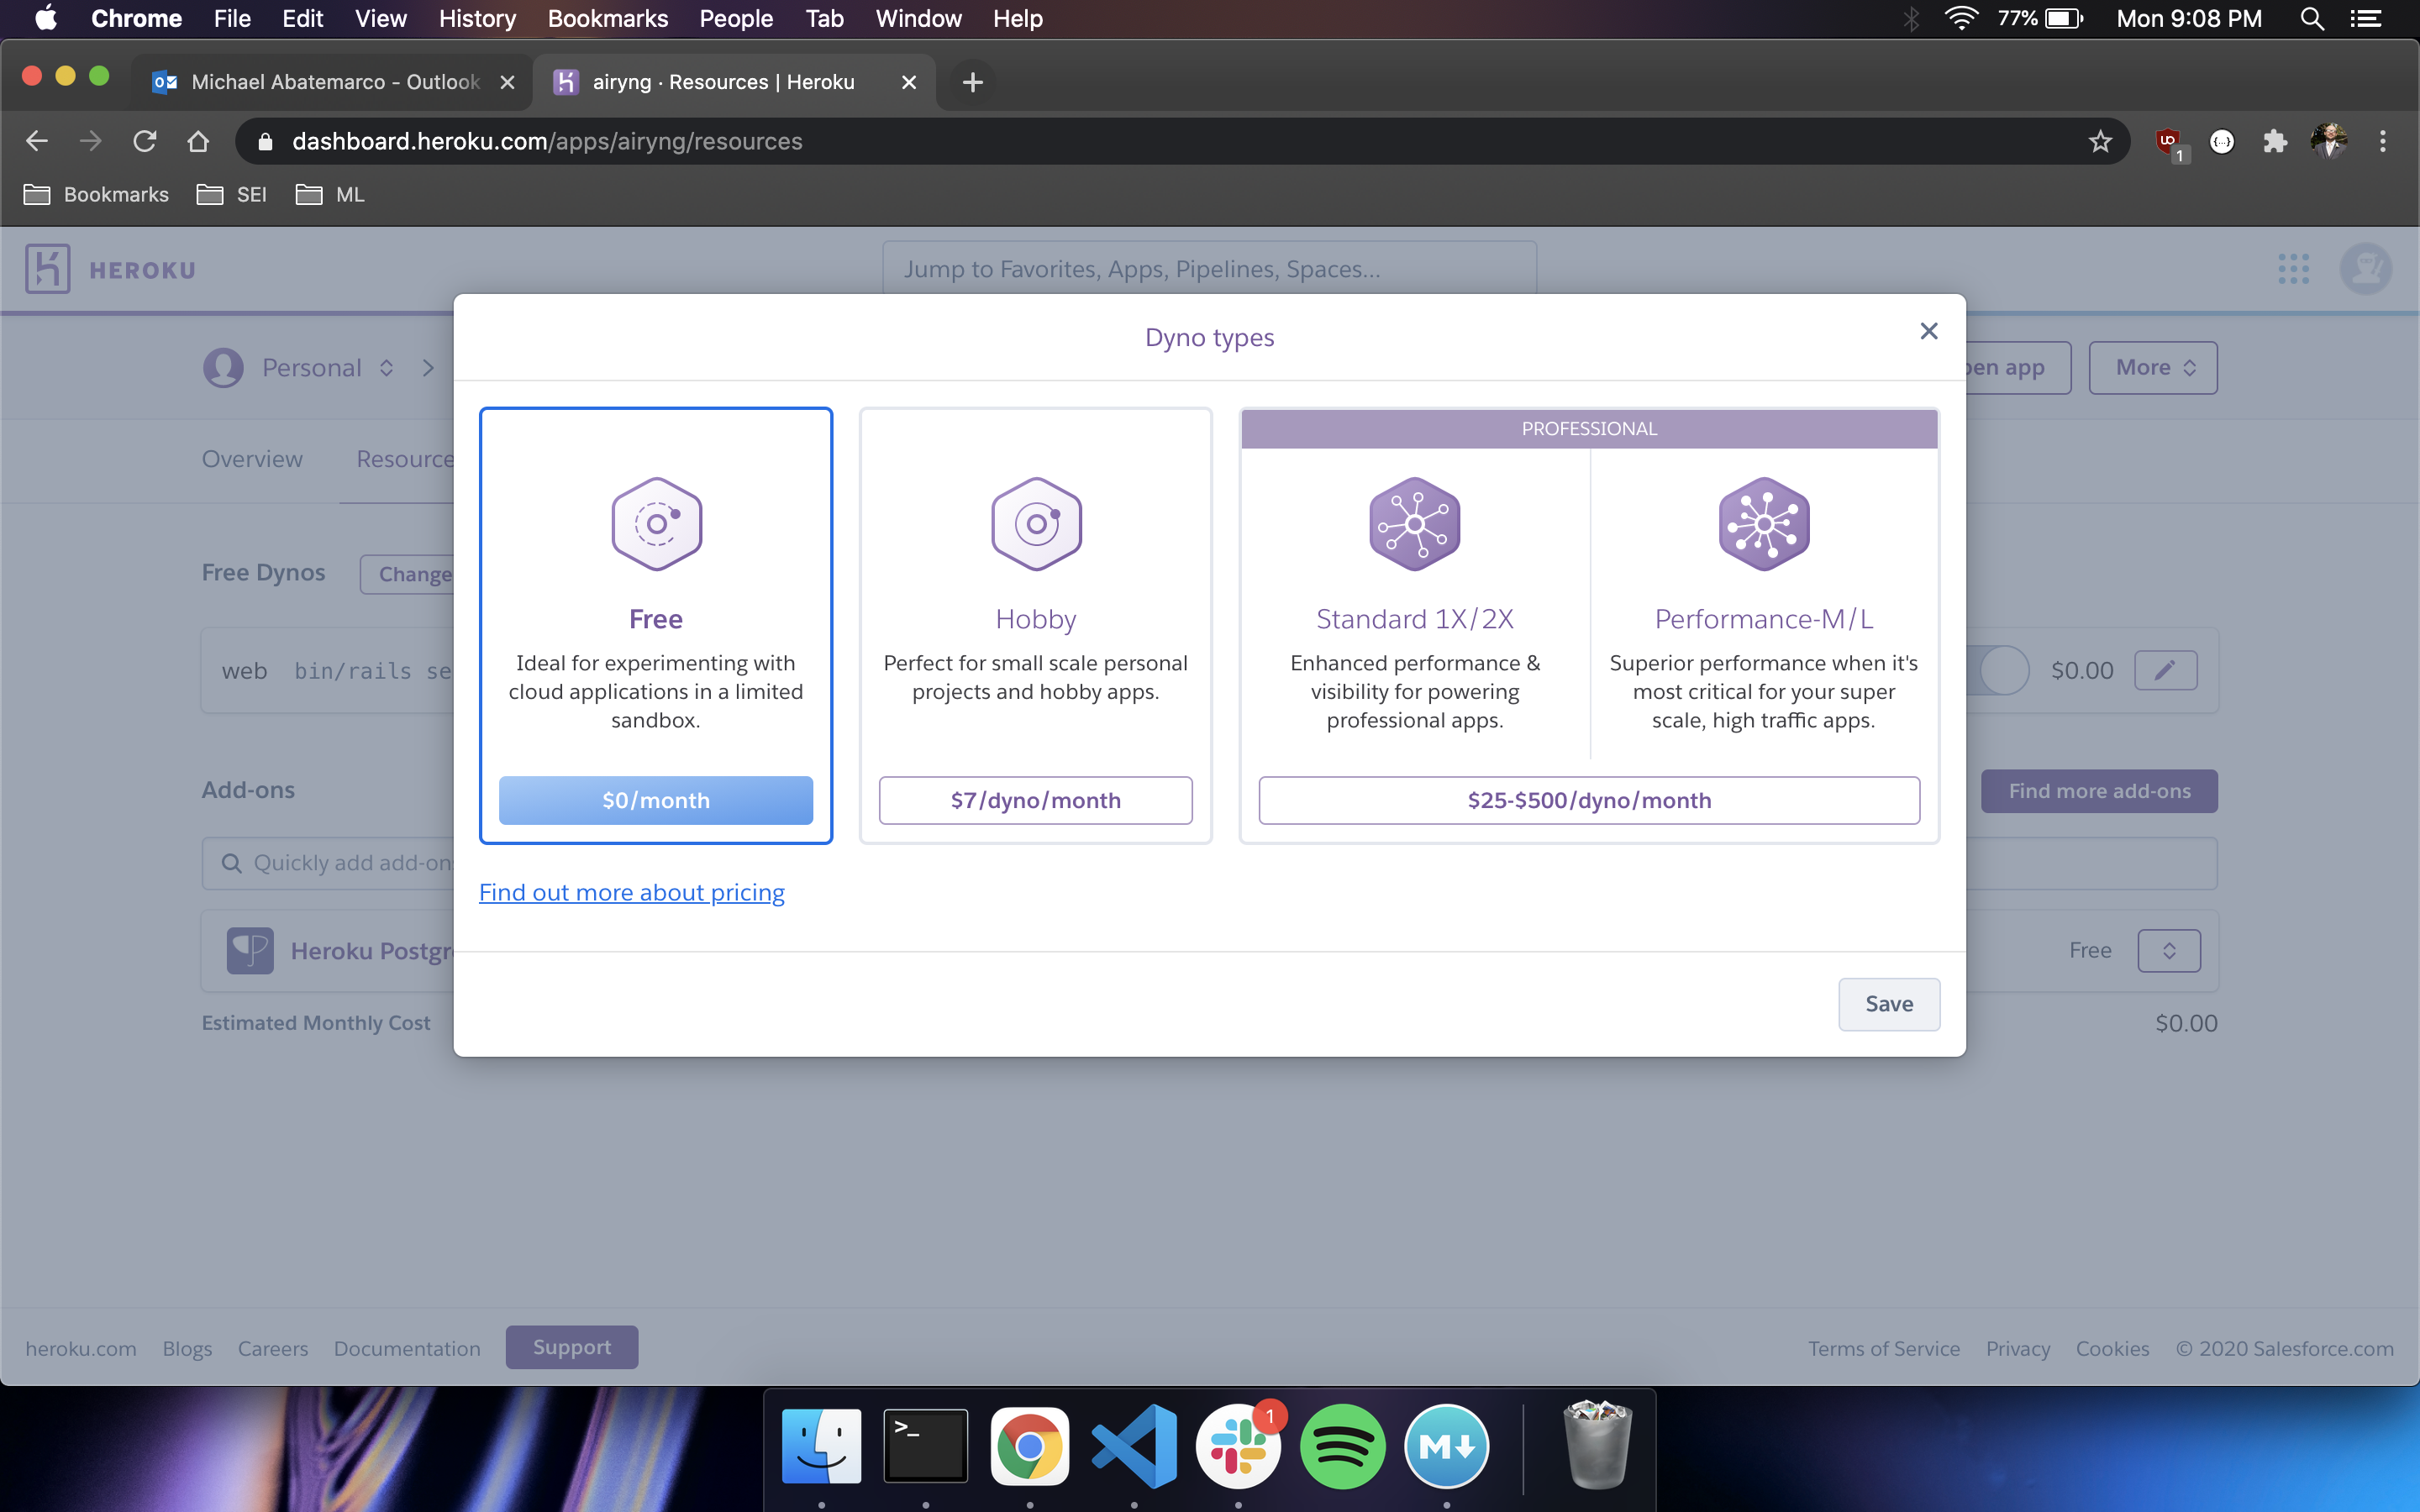 Chrome File Edit View History Bookmarks People Tab Window Help 77% Mon 9:08 PM
Michael Abatemarco - Outlook airyng · Resources | Heroku
dashboard.heroku.com/apps/airyng/resources
1
Bookmarks SEI ML
HEROKU Jump to Favorites, Apps, Pipelines, Spaces...
Dyno types
Personal pen app More
Overview Resource
PROFESSIONAL
Free Dynos Change
Free Hobby Standard 1X/2X Performance-M/L
Ideal for experimenting with
cloud applications in a limited
sandbox.
Perfect for small scale personal
projects and hobby apps.
Enhanced performance &
visibility for powering
professional apps.
Superior performance when it's
most critical for your super
scale, high traffic apps.
web bin/rails se $0.00
Add-ons Find more add-ons
$0/month $7/dyno/month $25-$500/dyno/month
Quickly add add-on
Find out more about pricing
Heroku Postgr Free
Save
Estimated Monthly Cost $0.00
heroku.com Blogs Careers Documentation Support Terms of Service Privacy Cookies © 2020 Salesforce.com
>_ 1 M